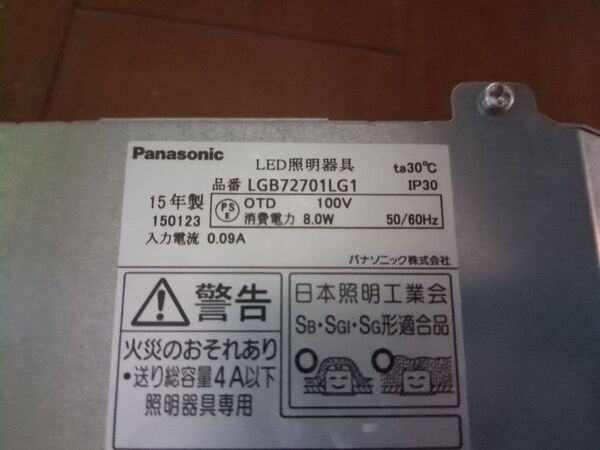 Panasonic LED照明器具 ta30℃
品番 LGB72701LG1 IP30
15年製 PSE OTD 100V
150123 消費電力 8.0W 50/60Hz
入力電流 0.09A
パナソニック株式会社
警告
火災のおそれあり
・送り総容量4A以下
照明器具専用
日本照明工業会
SB・SGI・SG形適合品